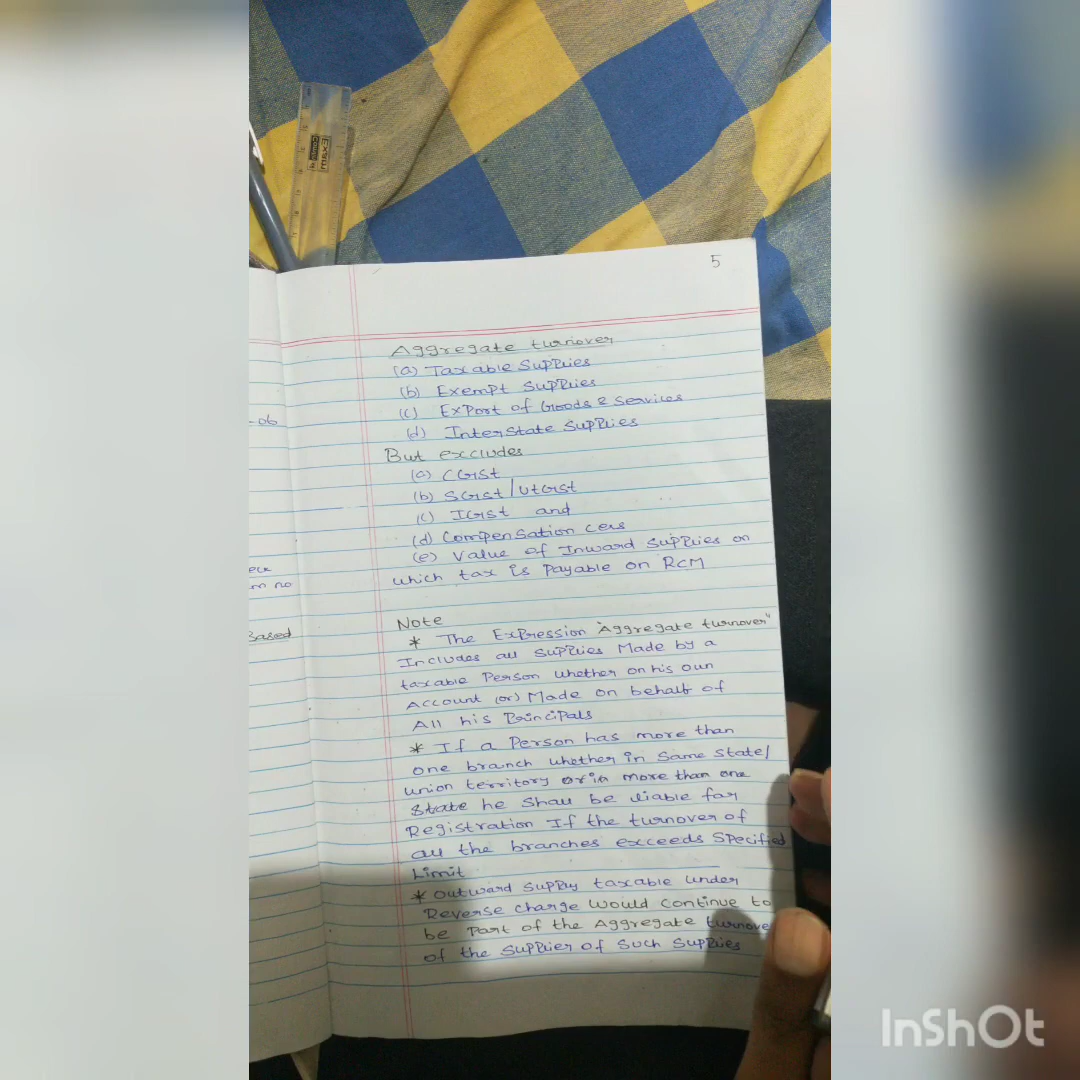 5
Aggregate turnover
(a) Taxable Supplies
(b) Exempt Supplies
(c) Export of Goods & Services
(d) Interstate Supplies
But excludes
(a) CGst
(b) SGst/UtGst
(c) IGst and
(d) Compensation cess
(e) Value of Inward Supplies on
which tax is payable on RCM
Note
* The Expression "Aggregate turnover"
Includes all Supplies Made by a
taxable Person whether on his own
Account (or) Made on behalf of
All his Principals
* If a Person has more than
one branch whether in Same State/
union territory or in more than one
State he shall be liable for
Registration If the turnover of
all the branches exceeds Specified
Limit
* Outward Supply taxable under
Reverse charge would continue to
be Part of the Aggregate turnove
of the Supplier of Such Supplies
-06
m no
Based
Exam
InShOt